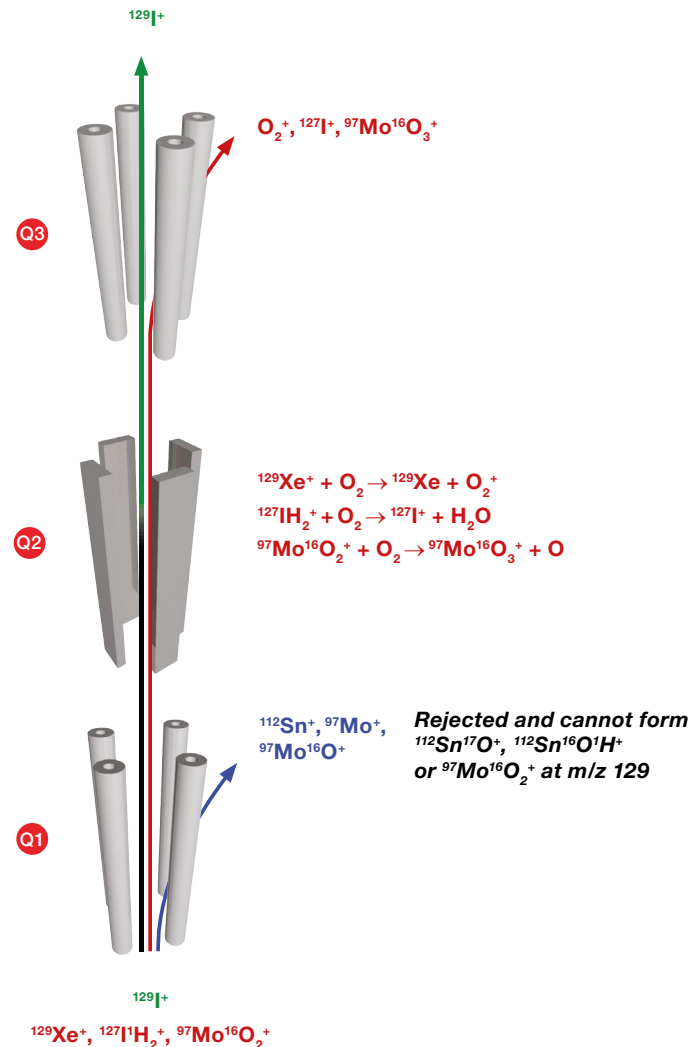 ¹²⁹I⁺
O₂⁺, ¹²⁷I⁺, ⁹⁷Mo¹⁶O₃⁺
Q3
¹²⁹Xe⁺ + O₂ → ¹²⁹Xe + O₂⁺
¹²⁷IH₂⁺ + O₂ → ¹²⁷I⁺ + H₂O
⁹⁷Mo¹⁶O₂⁺ + O₂ → ⁹⁷Mo¹⁶O₃⁺ + O
Q2
¹¹²Sn⁺, ⁹⁷Mo⁺,
⁹⁷Mo¹⁶O⁺
Rejected and cannot form
¹¹²Sn¹⁷O⁺, ¹¹²Sn¹⁶O¹H⁺
or ⁹⁷Mo¹⁶O₂⁺ at m/z 129
Q1
¹²⁹I⁺
¹²⁹Xe⁺, ¹²⁷I¹H₂⁺, ⁹⁷Mo¹⁶O₂⁺